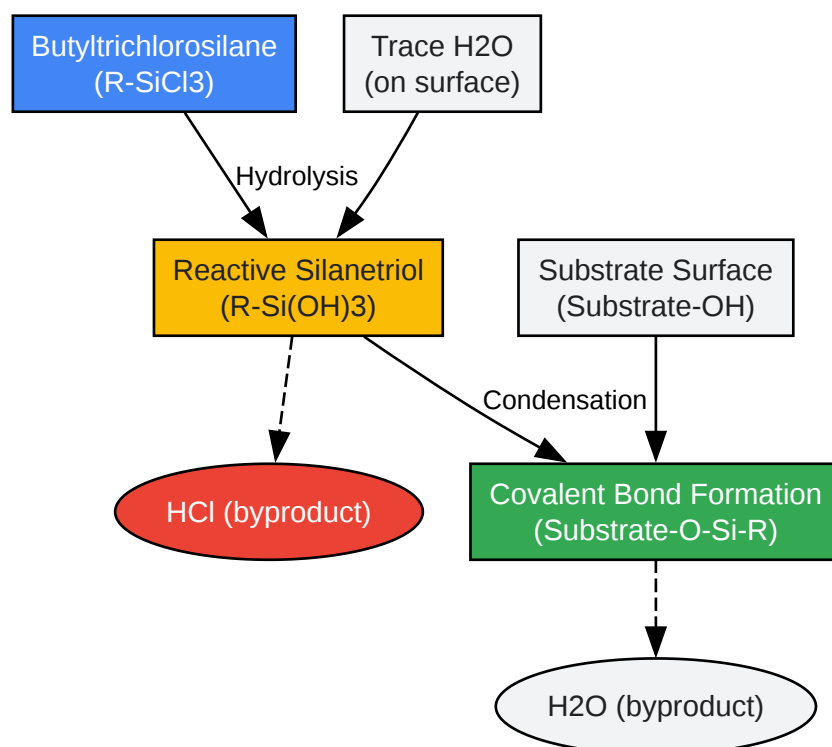 Butyltrichlorosilane
(R-SiCl3)
Trace H2O
(on surface)
Hydrolysis
Reactive Silanetriol
(R-Si(OH)3)
Substrate Surface
(Substrate-OH)
Condensation
HCl (byproduct)
Covalent Bond Formation
(Substrate-O-Si-R)
H2O (byproduct)